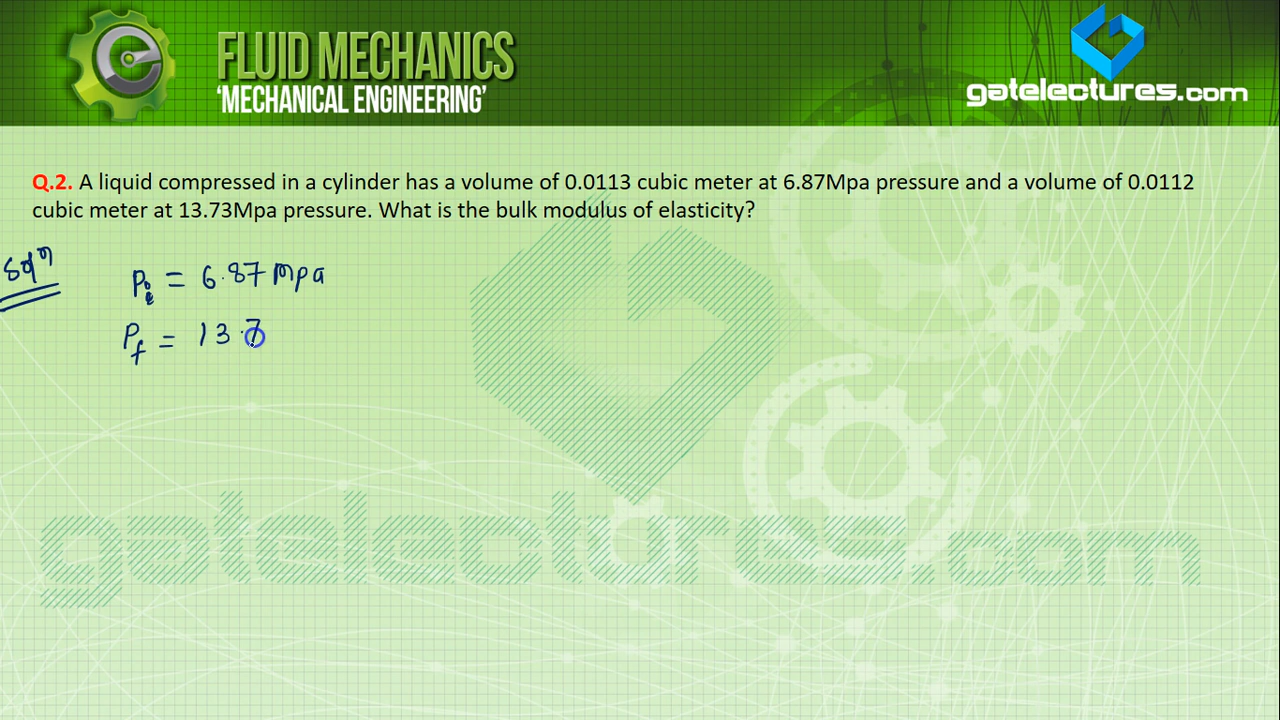 FLUID MECHANICS
'MECHANICAL ENGINEERING'
gatelectures.com
Q.2. A liquid compressed in a cylinder has a volume of 0.0113 cubic meter at 6.87Mpa pressure and a volume of 0.0112
cubic meter at 13.73Mpa pressure. What is the bulk modulus of elasticity?
Solⁿ
Pi = 6.87 Mpa
Pf = 13.7
gatelectures.com